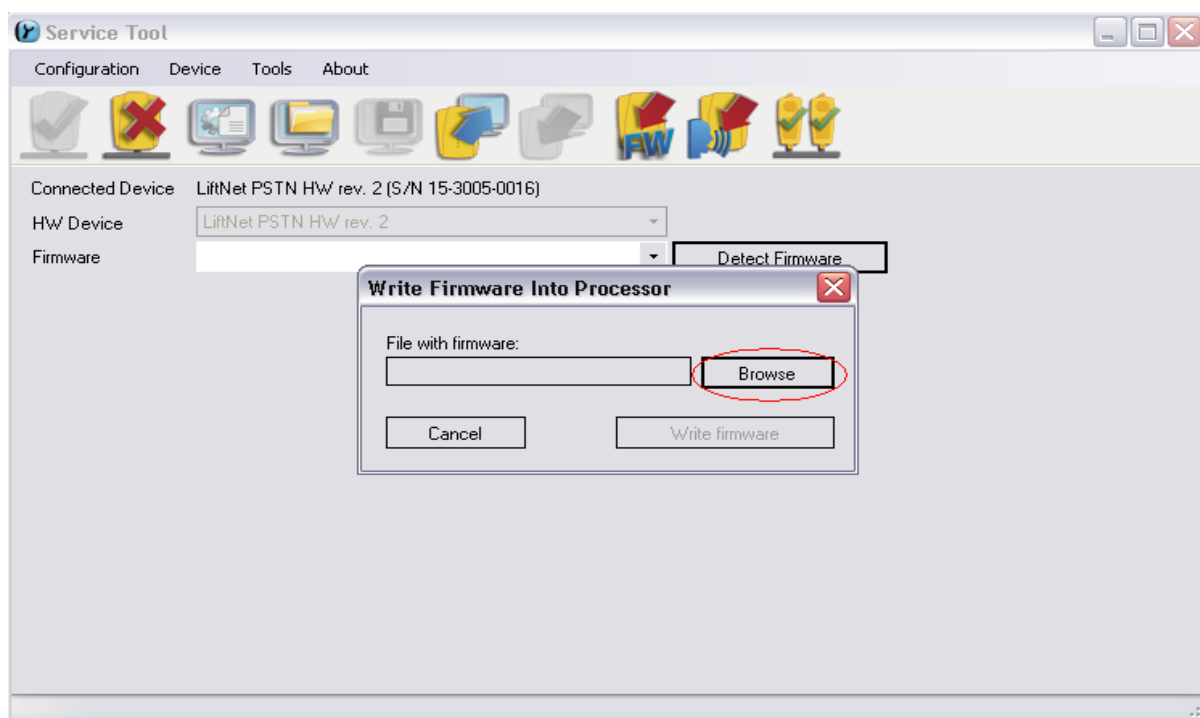 Service Tool
Configuration Device Tools About
FW
Connected Device LiftNet PSTN HW rev. 2 (S/N 15-3005-0016)
HW Device LiftNet PSTN HW rev. 2
Firmware Detect Firmware
Write Firmware Into Processor
File with firmware:
Browse
Cancel Write firmware